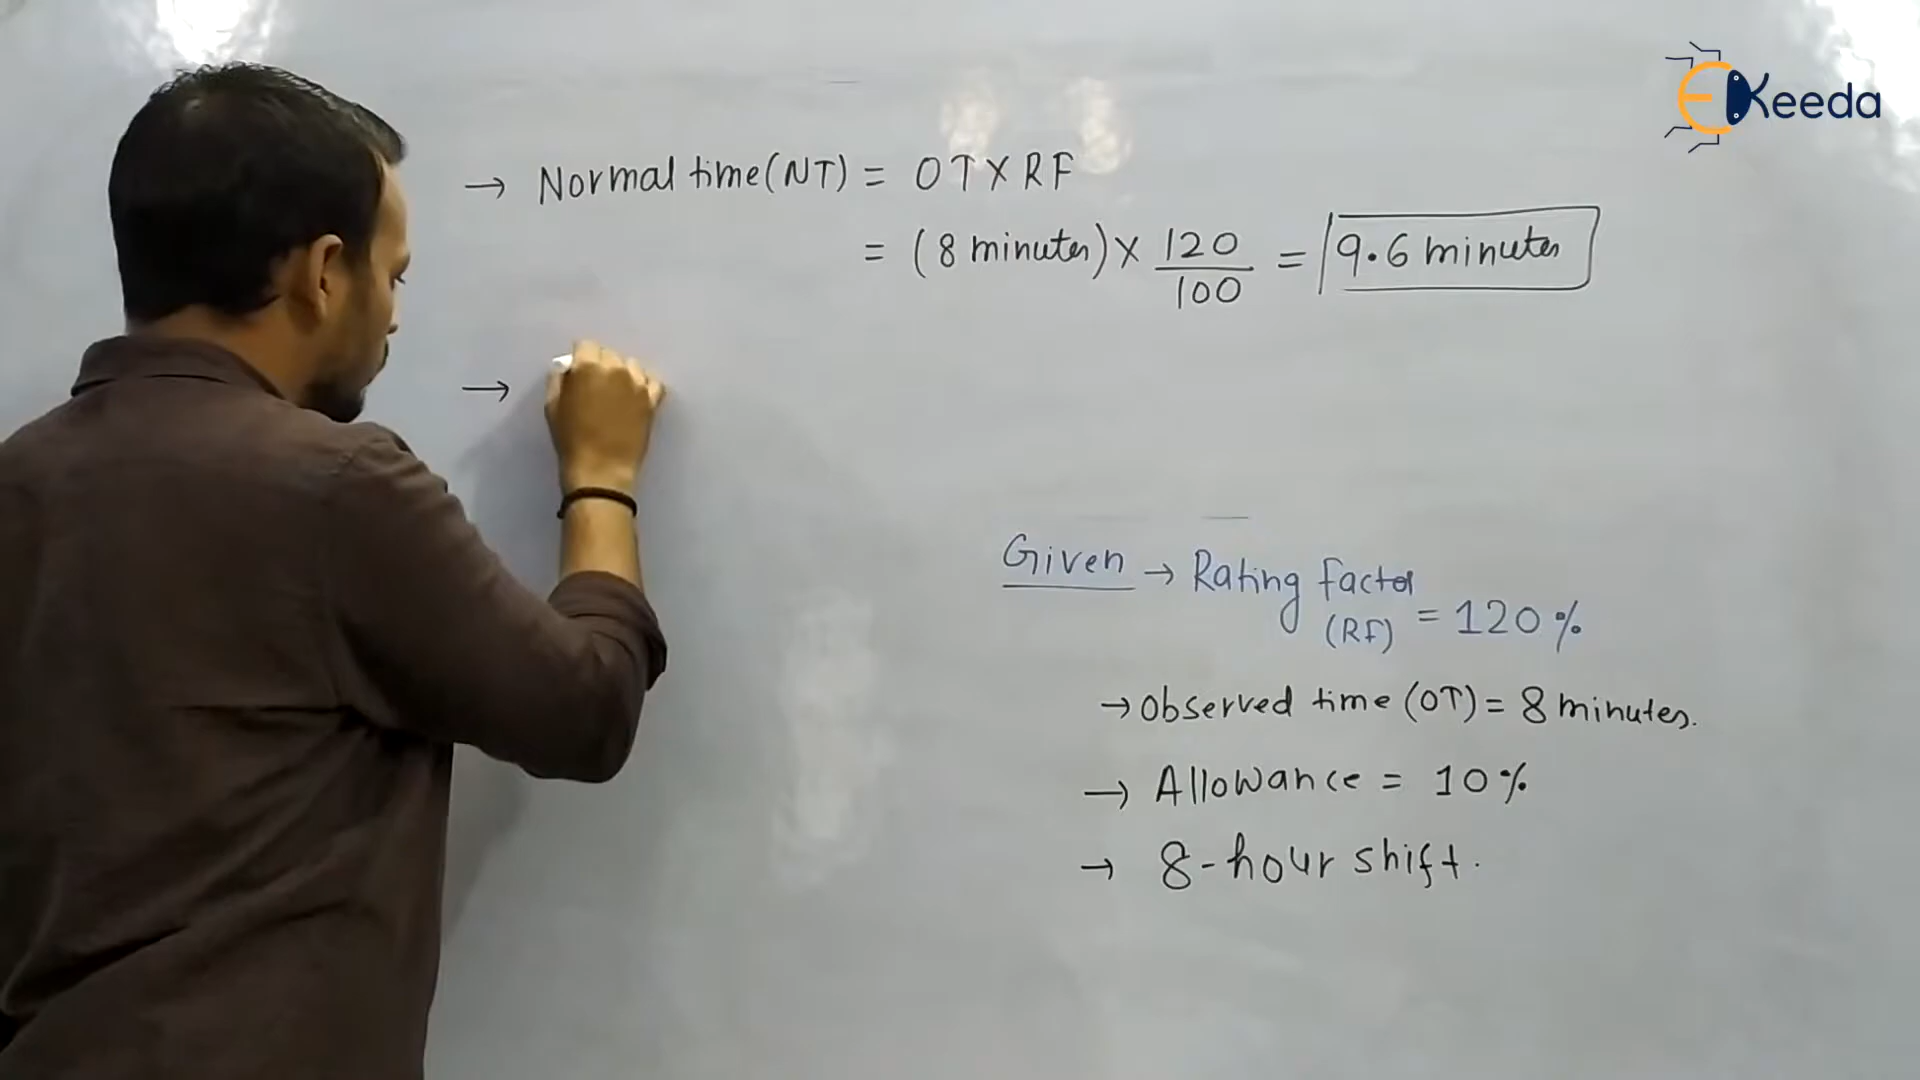 EKeeda
→ Normal time (NT) = OT X RF
= (8 minutes) × 120/100 = 9.6 minutes
→
Given → Rating factor
(RF) = 120%
→ Observed time (OT) = 8 minutes.
→ Allowance = 10%
→ 8-hour shift.